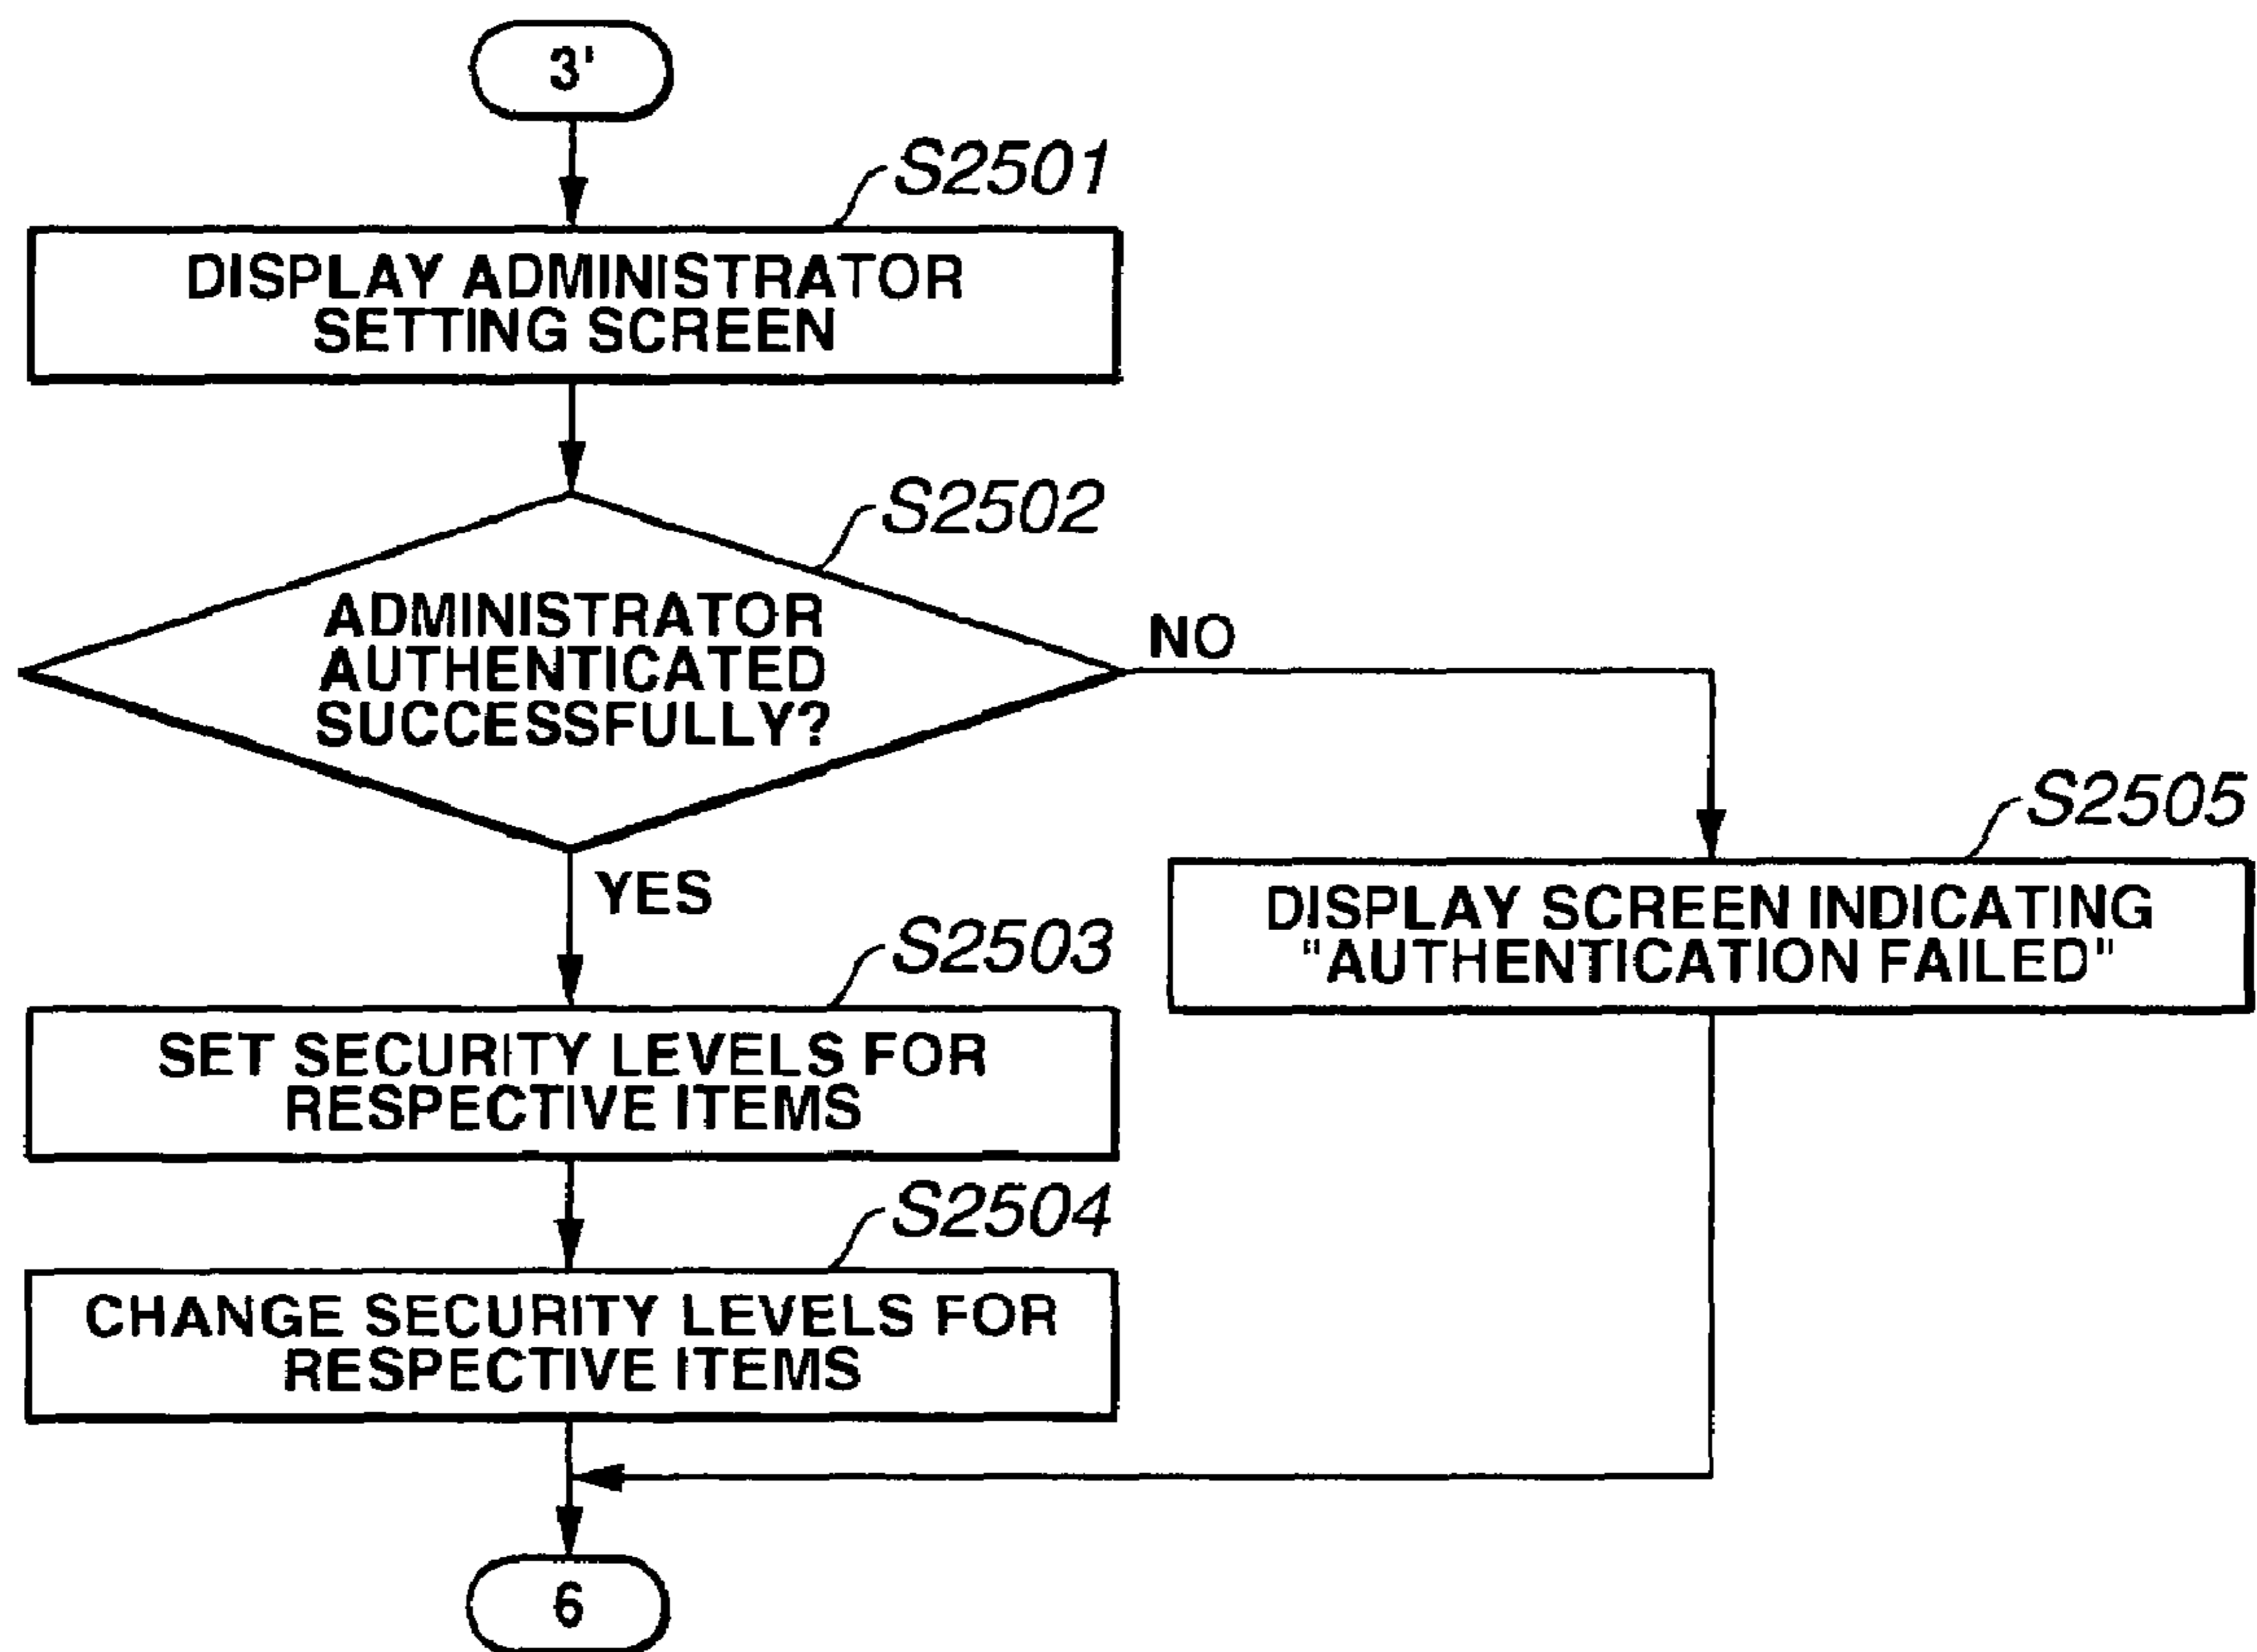 3'
S2501
DISPLAY ADMINISTRATOR
SETTING SCREEN
S2502
ADMINISTRATOR
AUTHENTICATED
SUCCESSFULLY?
NO
YES
S2505
DISPLAY SCREEN INDICATING
"AUTHENTICATION FAILED"
S2503
SET SECURITY LEVELS FOR
RESPECTIVE ITEMS
S2504
CHANGE SECURITY LEVELS FOR
RESPECTIVE ITEMS
6